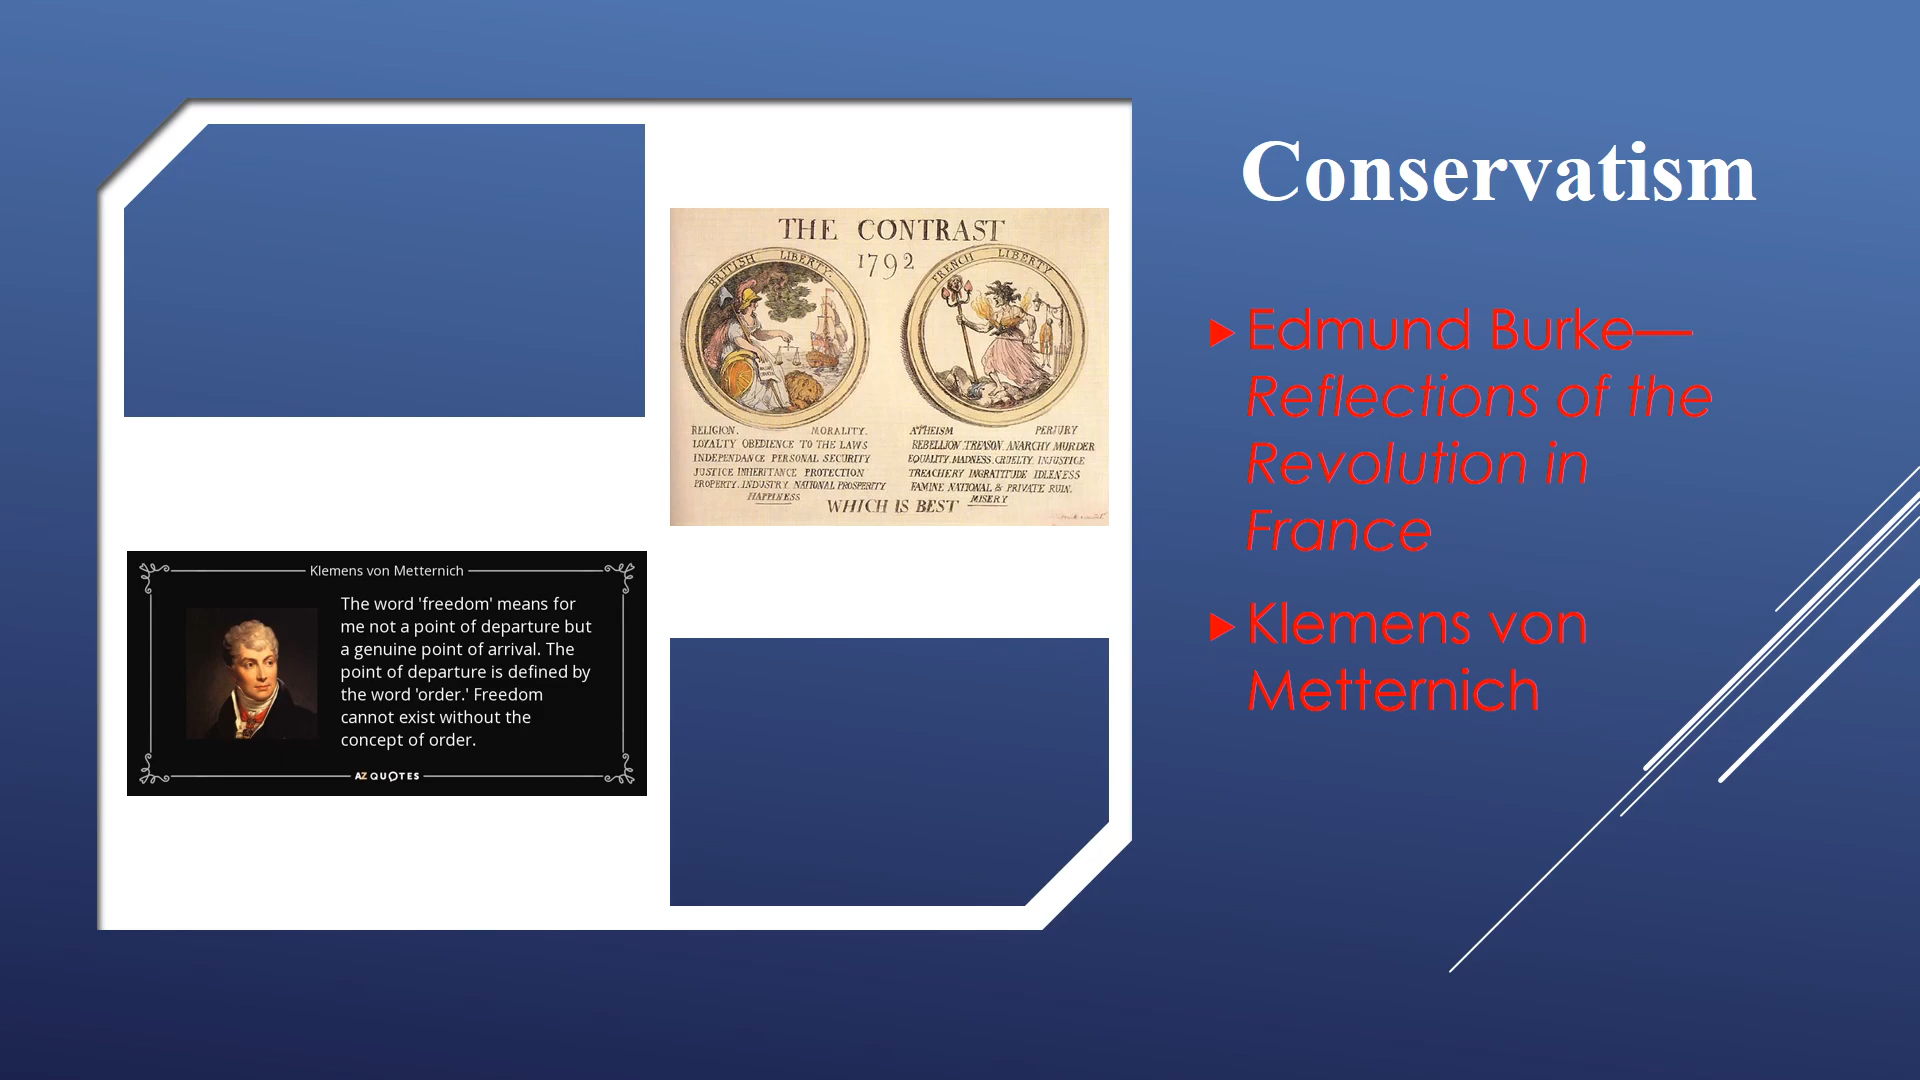 Conservatism
Edmund Burke—
Reflections of the
Revolution in
France
Klemens von
Metternich
THE CONTRAST
1792
BRITISH LIBERTY.
FRENCH LIBERTY
RELIGION. MORALITY.
LOYALTY OBEDIENCE TO THE LAWS
INDEPENDANCE PERSONAL SECURITY
JUSTICE INHERITANCE PROTECTION
PROPERTY. INDUSTRY. NATIONAL PROSPERITY
HAPPINESS
ATHEISM PERJURY
REBELLION. TREASON. ANARCHY MURDER
EQUALITY. MADNESS. CRUELTY. INJUSTICE
TREACHERY INGRATITUDE IDLENESS
FAMINE NATIONAL & PRIVATE RUIN.
MISERY
WHICH IS BEST
Klemens von Metternich
The word 'freedom' means for
me not a point of departure but
a genuine point of arrival. The
point of departure is defined by
the word 'order.' Freedom
cannot exist without the
concept of order.
AZ QUOTES